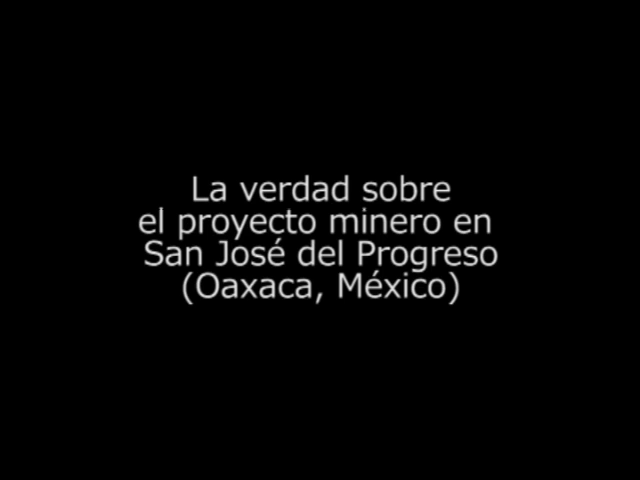 La verdad sobre
el proyecto minero en
San José del Progreso
(Oaxaca, México)